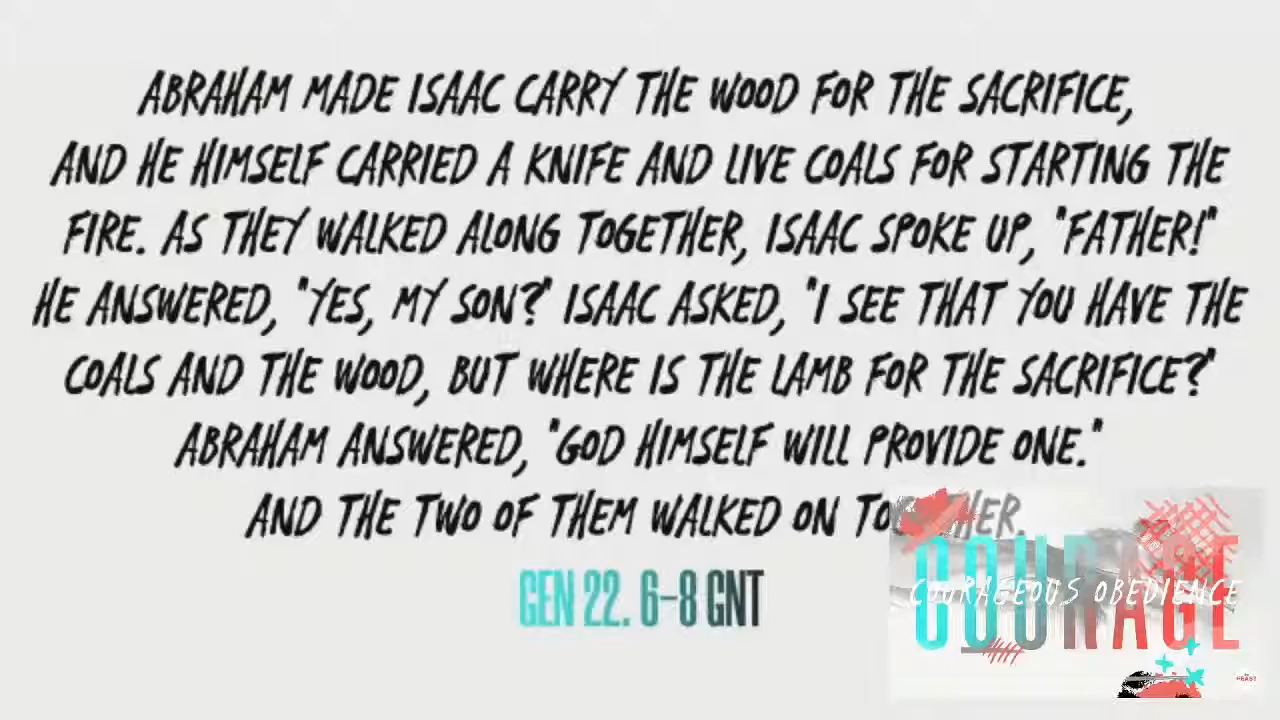 ABRAHAM MADE ISAAC CARRY THE WOOD FOR THE SACRIFICE,
AND HE HIMSELF CARRIED A KNIFE AND LIVE COALS FOR STARTING THE
FIRE. AS THEY WALKED ALONG TOGETHER, ISAAC SPOKE UP, "FATHER!"
HE ANSWERED, "YES, MY SON?" ISAAC ASKED, "I SEE THAT YOU HAVE THE
COALS AND THE WOOD, BUT WHERE IS THE LAMB FOR THE SACRIFICE?"
ABRAHAM ANSWERED, "GOD HIMSELF WILL PROVIDE ONE."
AND THE TWO OF THEM WALKED ON TOGETHER.
GEN 22. 6-8 GNT
COURAGE
COURAGEOUS OBEDIENCE
FEAST